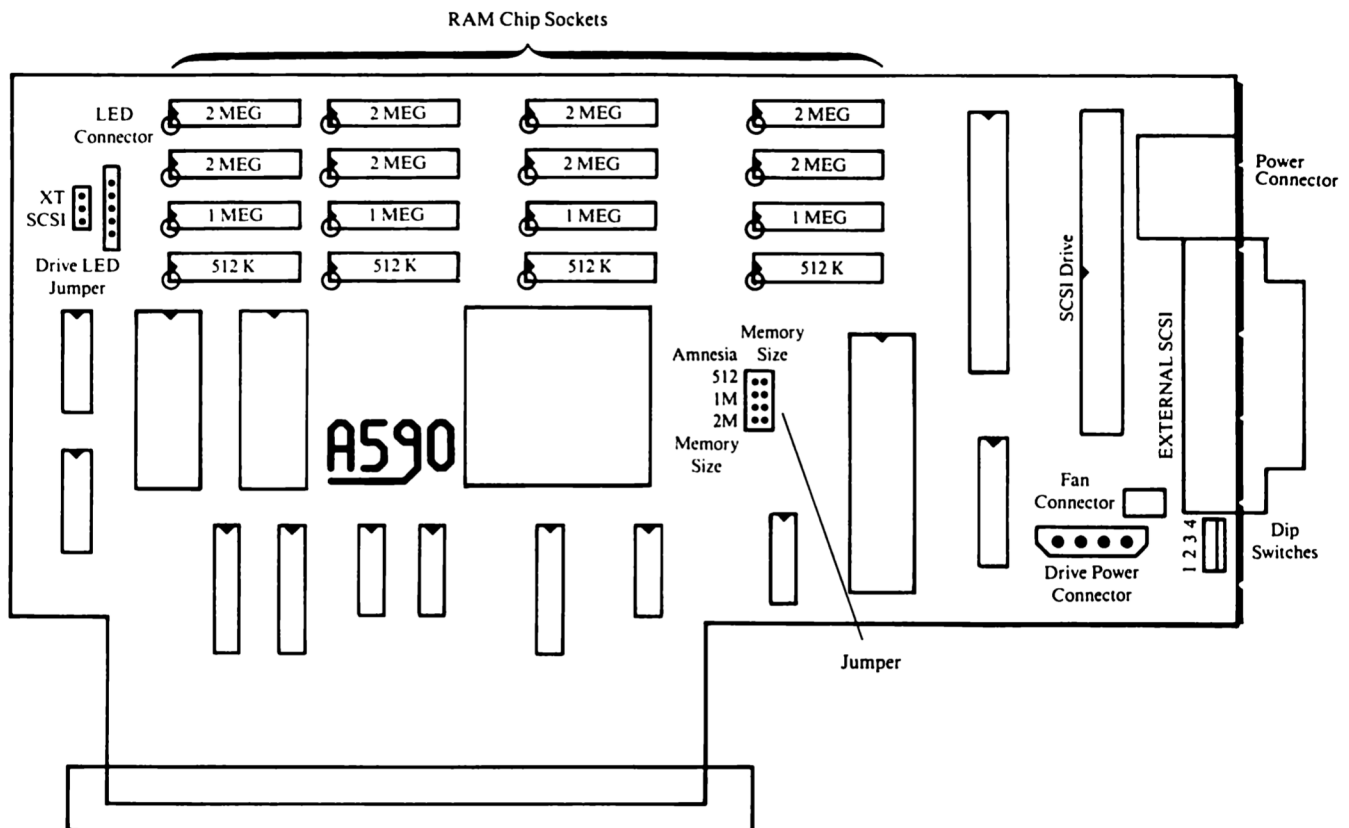 RAM Chip Sockets
LED
Connector
2 MEG
2 MEG
2 MEG
2 MEG
2 MEG
2 MEG
2 MEG
2 MEG
XT
SCSI
1 MEG
1 MEG
1 MEG
1 MEG
Drive LED
Jumper
512 K
512 K
512 K
512 K
Power
Connector
SCSI Drive
EXTERNAL SCSI
Memory
Size
Amnesia
512
1M
2M
Memory
Size
A590
Fan
Connector
Drive Power
Connector
1 2 3 4
Dip
Switches
Jumper